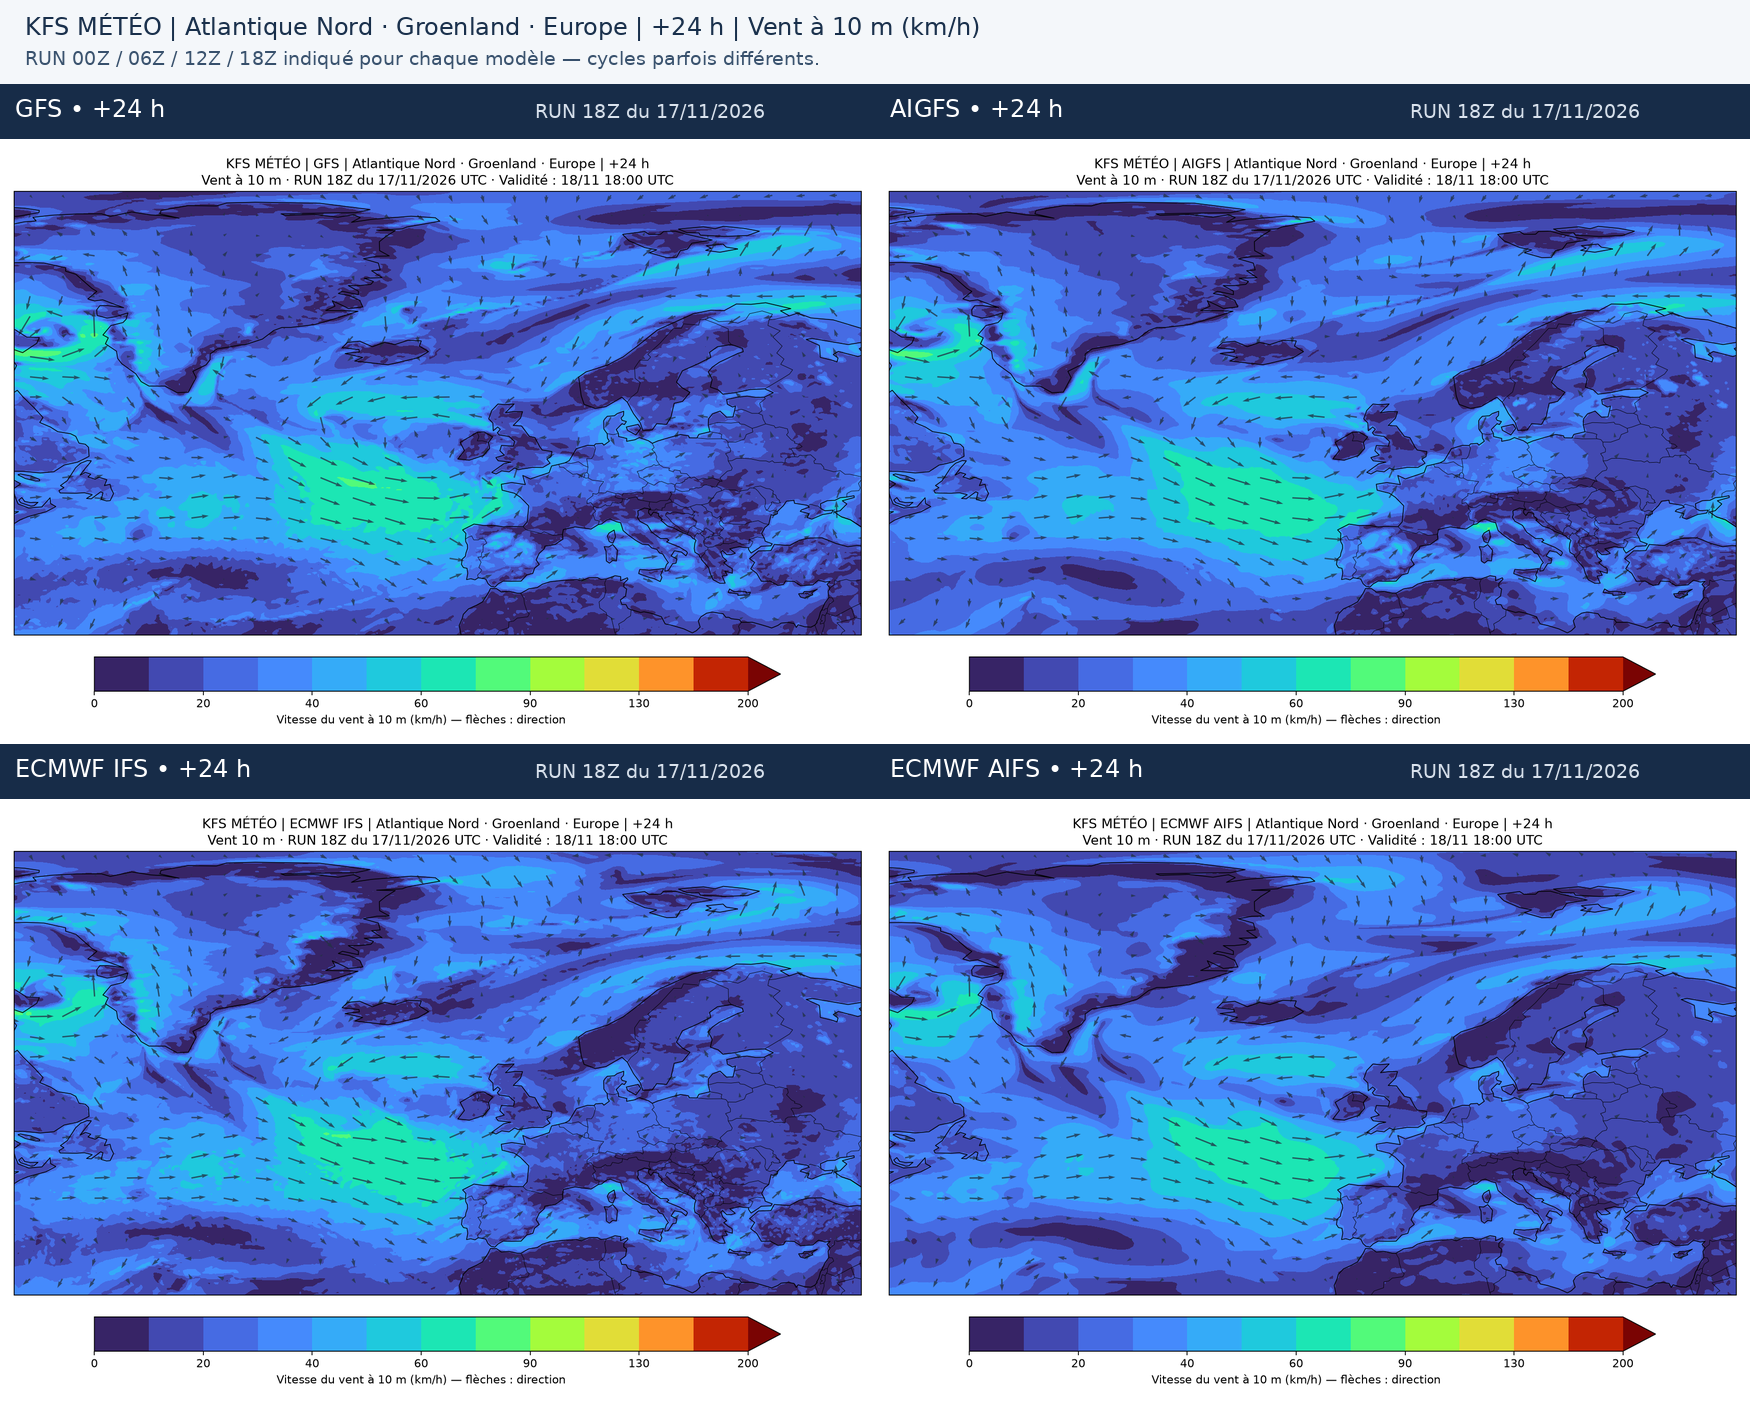 KFS MÉTÉO | Atlantique Nord · Groenland · Europe | +24 h | Vent à 10 m (km/h)
RUN 00Z / 06Z / 12Z / 18Z indiqué pour chaque modèle — cycles parfois différents.
GFS • +24 h RUN 18Z du 17/11/2026
KFS MÉTÉO | GFS | Atlantique Nord · Groenland · Europe | +24 h
Vent à 10 m · RUN 18Z du 17/11/2026 UTC · Validité : 18/11 18:00 UTC
0 20 40 60 90 130 200
Vitesse du vent à 10 m (km/h) — flèches : direction
AIGFS • +24 h RUN 18Z du 17/11/2026
KFS MÉTÉO | AIGFS | Atlantique Nord · Groenland · Europe | +24 h
Vent à 10 m · RUN 18Z du 17/11/2026 UTC · Validité : 18/11 18:00 UTC
0 20 40 60 90 130 200
Vitesse du vent à 10 m (km/h) — flèches : direction
ECMWF IFS • +24 h RUN 18Z du 17/11/2026
KFS MÉTÉO | ECMWF IFS | Atlantique Nord · Groenland · Europe | +24 h
Vent 10 m · RUN 18Z du 17/11/2026 UTC · Validité : 18/11 18:00 UTC
0 20 40 60 90 130 200
Vitesse du vent à 10 m (km/h) — flèches : direction
ECMWF AIFS • +24 h RUN 18Z du 17/11/2026
KFS MÉTÉO | ECMWF AIFS | Atlantique Nord · Groenland · Europe | +24 h
Vent 10 m · RUN 18Z du 17/11/2026 UTC · Validité : 18/11 18:00 UTC
0 20 40 60 90 130 200
Vitesse du vent à 10 m (km/h) — flèches : direction